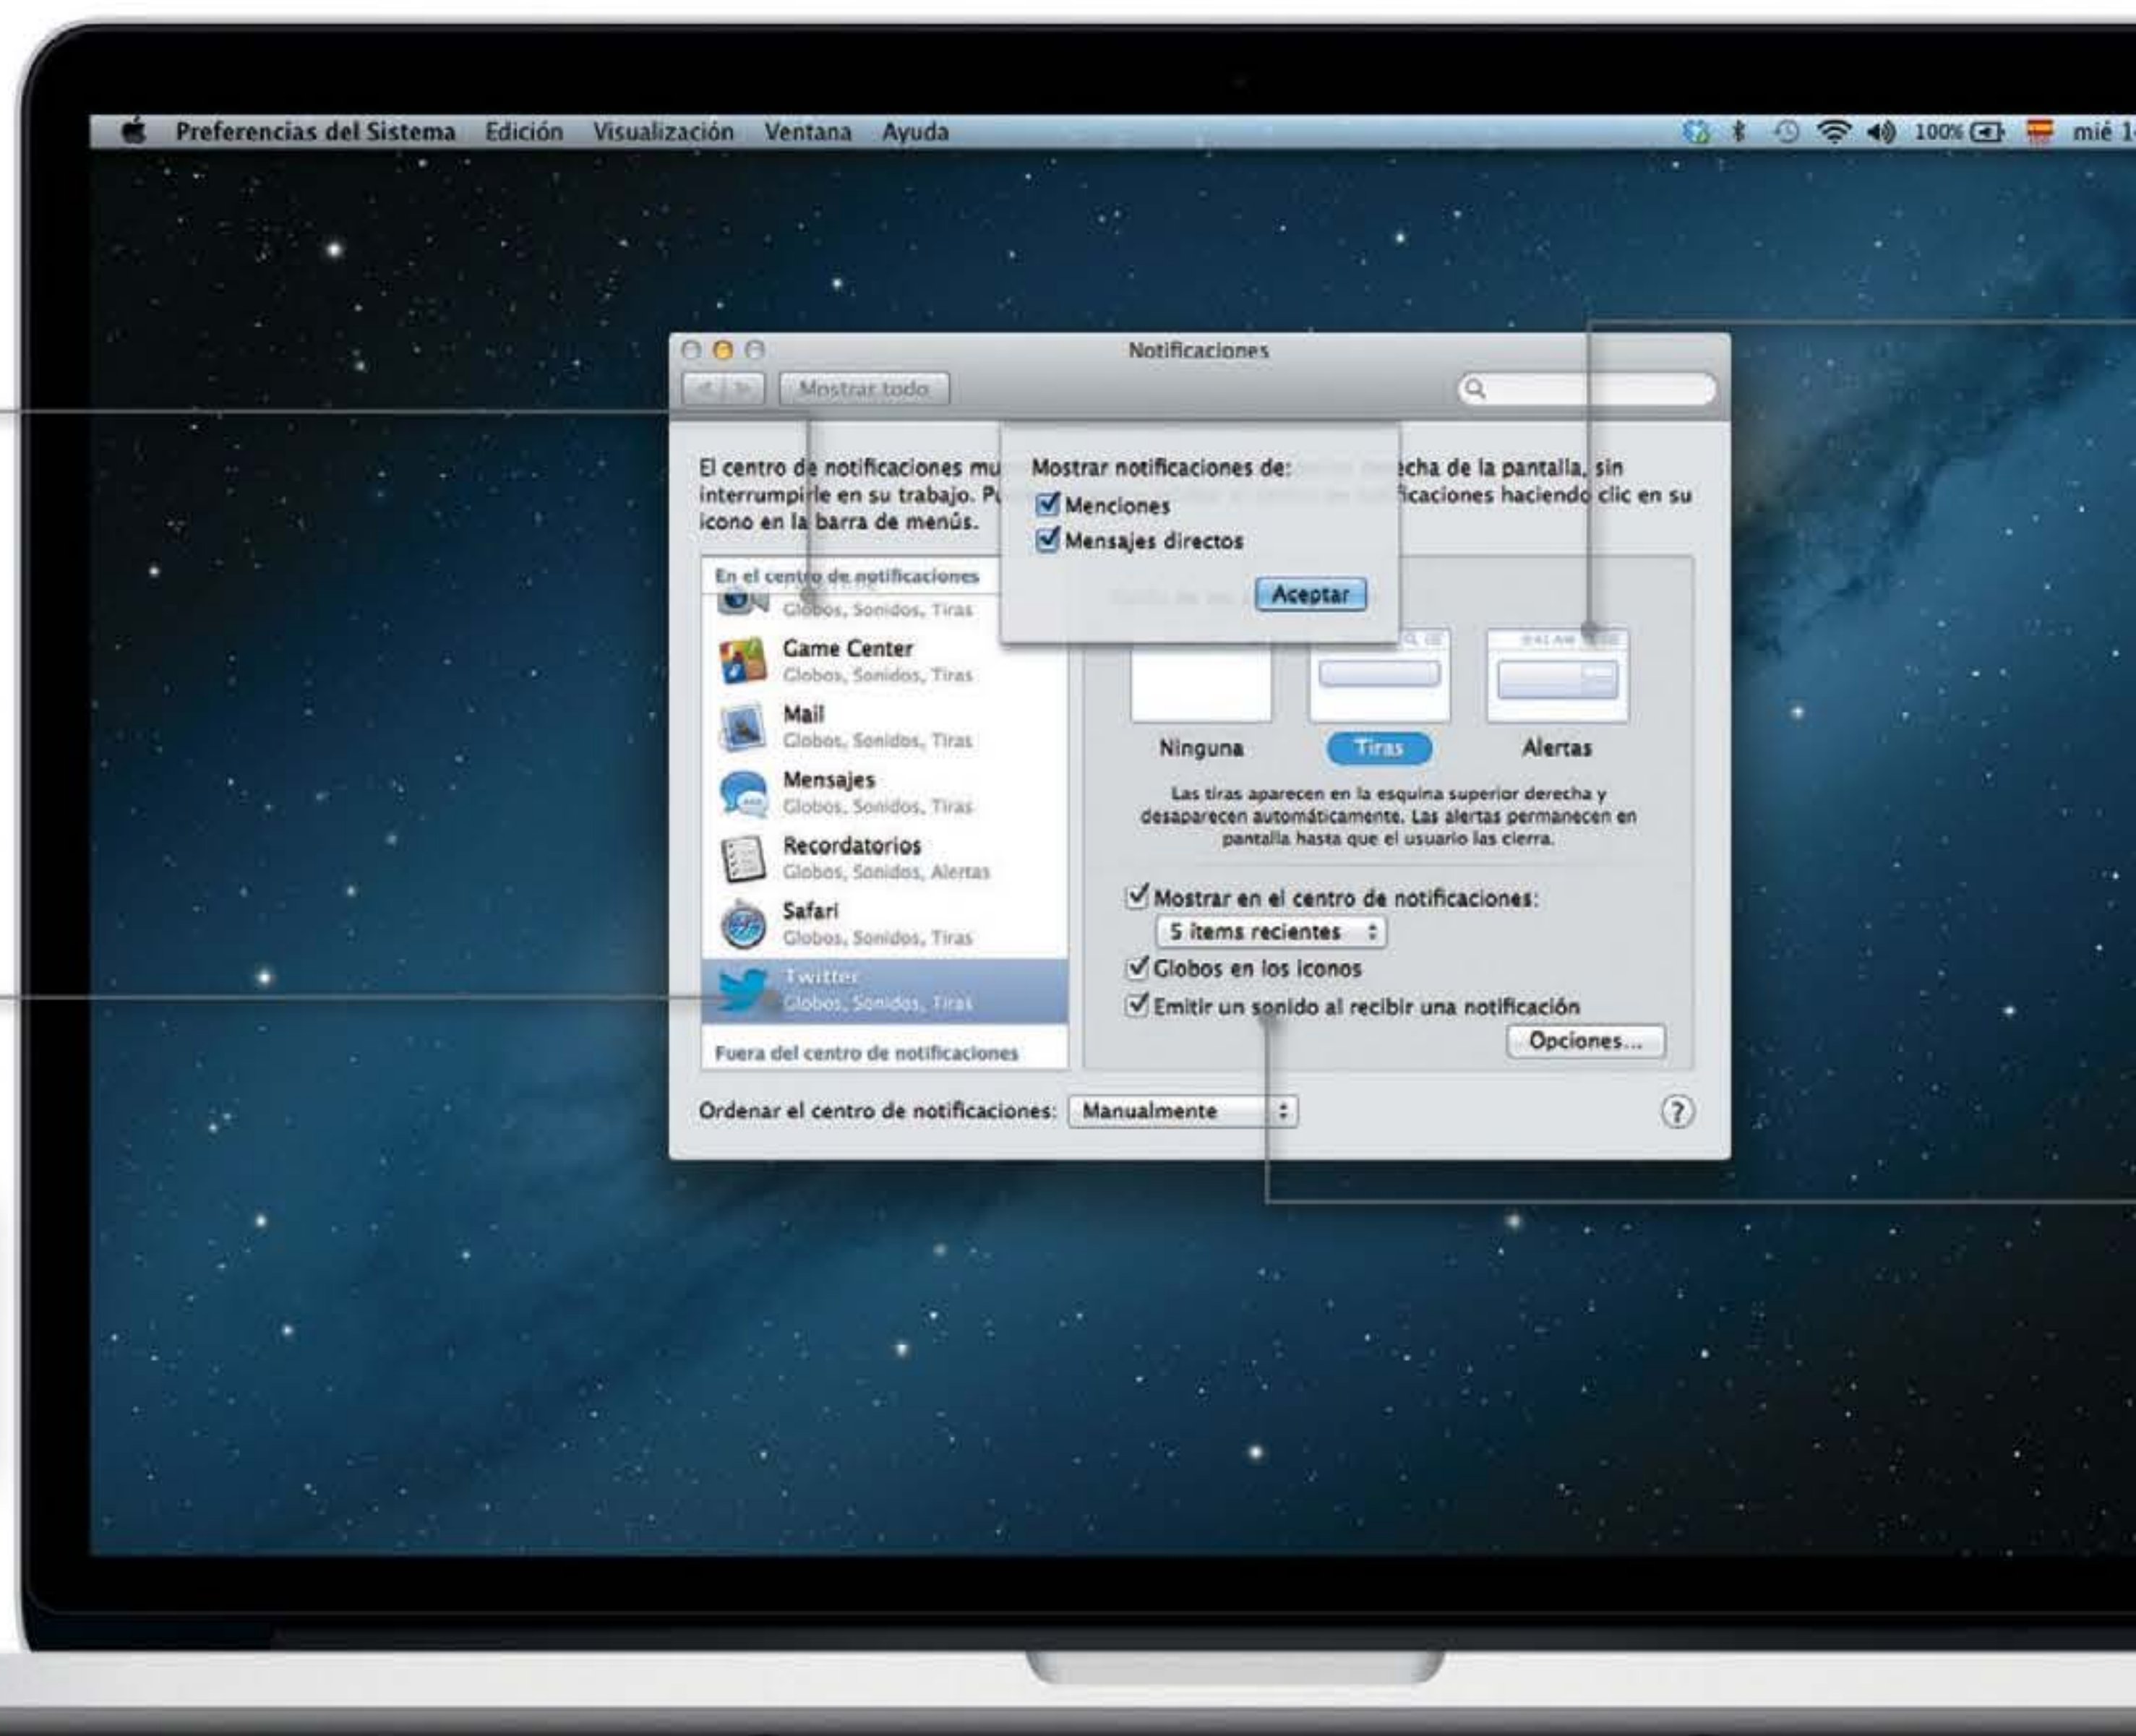 Preferencias del Sistema Edición Visualización Ventana Ayuda 100% mié 1
Notificaciones
Mostrar todo
El centro de notificaciones mu
interrumpirle en su trabajo. Pu
icono en la barra de menús.
echa de la pantalla, sin
ficaciones haciendo clic en su
Mostrar notificaciones de:
Menciones
Mensajes directos
Aceptar
En el centro de notificaciones
Globos, Sonidos, Tiras
Game Center
Globos, Sonidos, Tiras
Mail
Globos, Sonidos, Tiras
Mensajes
Globos, Sonidos, Tiras
Recordatorios
Globos, Sonidos, Alertas
Safari
Globos, Sonidos, Tiras
Twitter
Globos, Sonidos, Tiras
Fuera del centro de notificaciones
9:41 AM
Ninguna Tiras Alertas
Las tiras aparecen en la esquina superior derecha y
desaparecen automáticamente. Las alertas permanecen en
pantalla hasta que el usuario las cierra.
Mostrar en el centro de notificaciones:
5 ítems recientes
Globos en los iconos
Emitir un sonido al recibir una notificación
Opciones...
Ordenar el centro de notificaciones: Manualmente
?